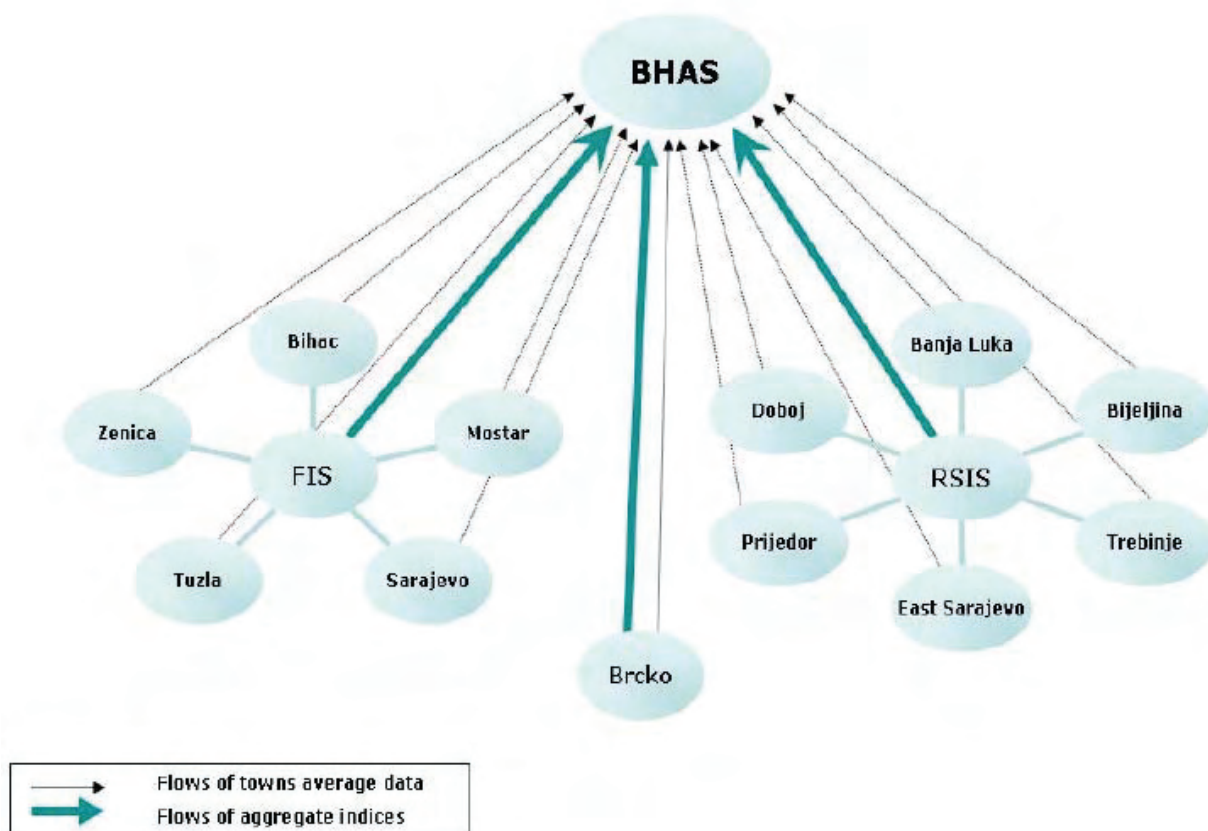 BHAS
Bihac
Banja Luka
Zenica
Mostar
Doboj
Bijeljina
FIS
RSIS
Prijedor
Trebinje
Tuzla
Sarajevo
East Sarajevo
Brcko
Flows of towns average data
Flows of aggregate indices